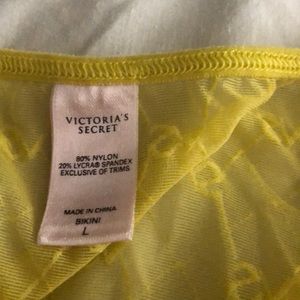 VICTORIA'S
SECRET
80% NYLON
20% LYCRA® SPANDEX
EXCLUSIVE OF TRIMS
MADE IN CHINA
BIKINI
L